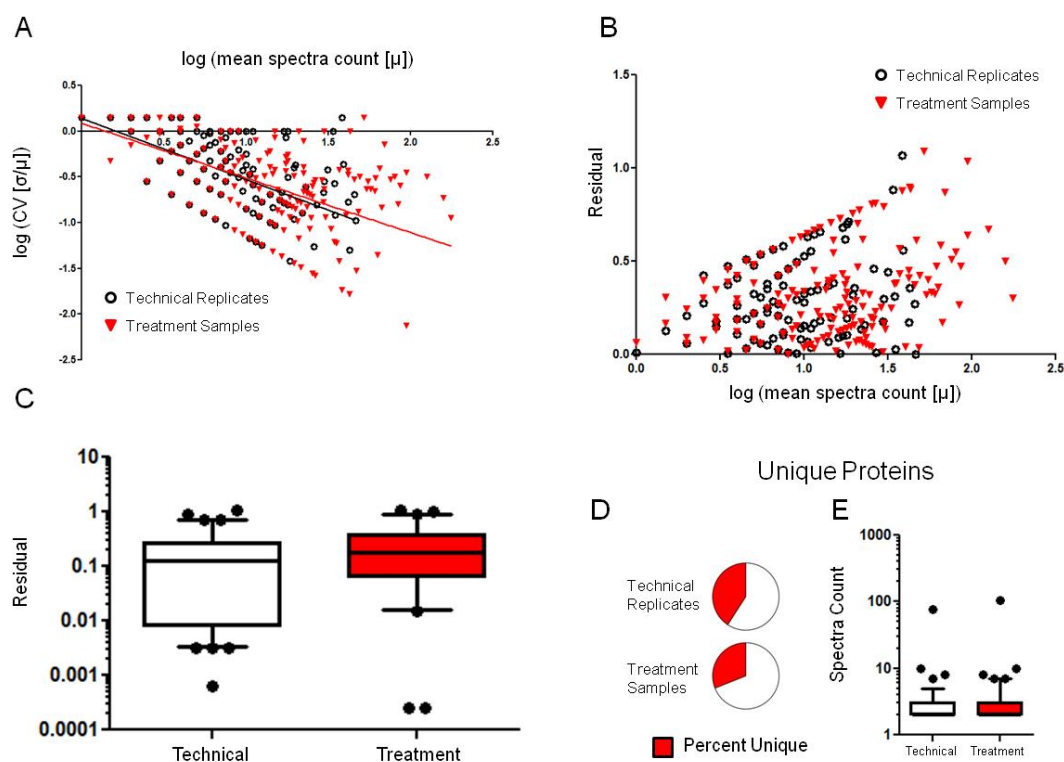 A
log (mean spectra count [µ])
0.5
0.0
-0.5
-1.0
-1.5
-2.0
-2.5
0.5
1.0
1.5
2.0
2.5
log (CV [σ/µ])
Technical Replicates
Treatment Samples
B
1.5
1.0
0.5
0.0
Residual
Technical Replicates
Treatment Samples
0.0
0.5
1.0
1.5
2.0
2.5
log (mean spectra count [µ])
C
10
1
0.1
0.01
0.001
0.0001
Residual
Technical
Treatment
Unique Proteins
D
Technical
Replicates
Treatment
Samples
Percent Unique
E
1000
100
10
1
Spectra Count
Technical
Treatment